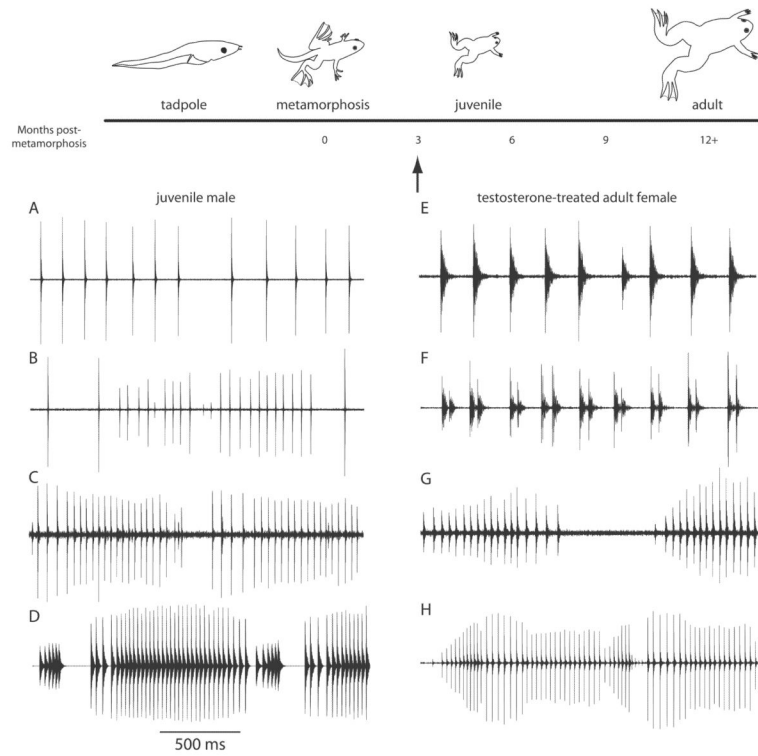 tadpole metamorphosis juvenile adult
Months post-
metamorphosis
0 3 6 9 12+
juvenile male testosterone-treated adult female
A E
B F
C G
D H
500 ms